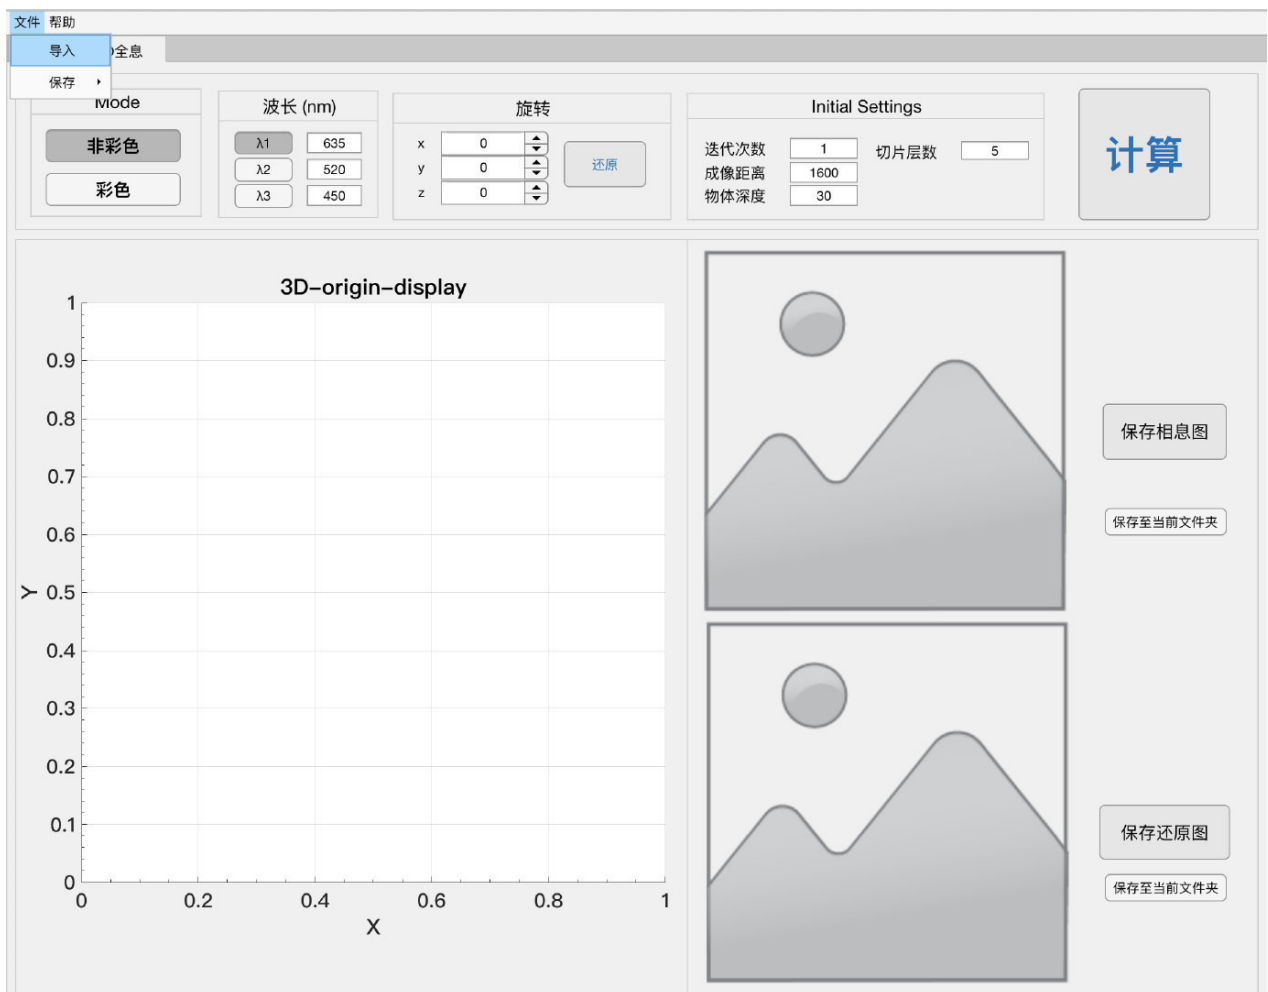 文件 帮助
导入
全息
保存
Mode
非彩色
彩色
波长 (nm)
λ1 635
λ2 520
λ3 450
旋转
x 0
y 0
z 0
还原
Initial Settings
迭代次数 1 切片层数 5
成像距离 1600
物体深度 30
计算
3D-origin-display
1
0.9
0.8
0.7
0.6
0.5
0.4
0.3
0.2
0.1
0
Y
0 0.2 0.4 0.6 0.8 1
X
保存相息图
保存至当前文件夹
保存还原图
保存至当前文件夹